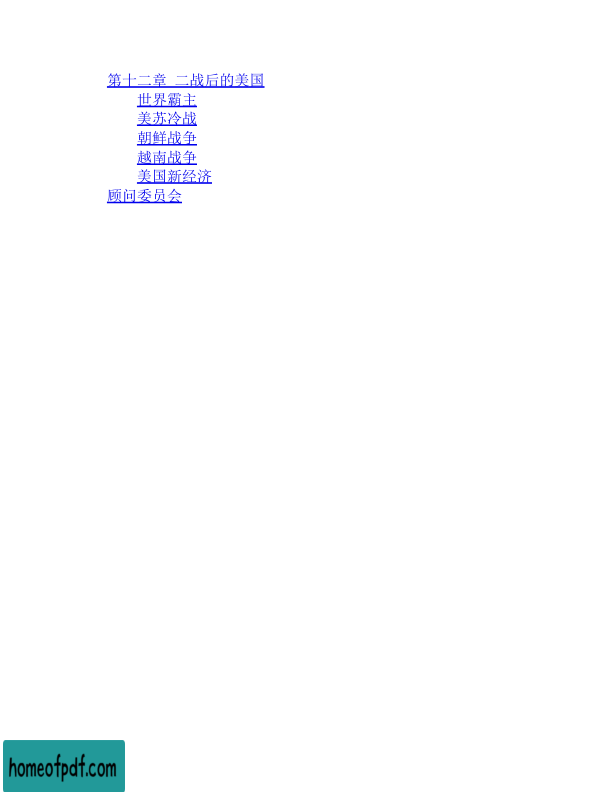 第十二章 二战后的美国
世界霸主
美苏冷战
朝鲜战争
越南战争
美国新经济
顾问委员会
homeofpdf.com